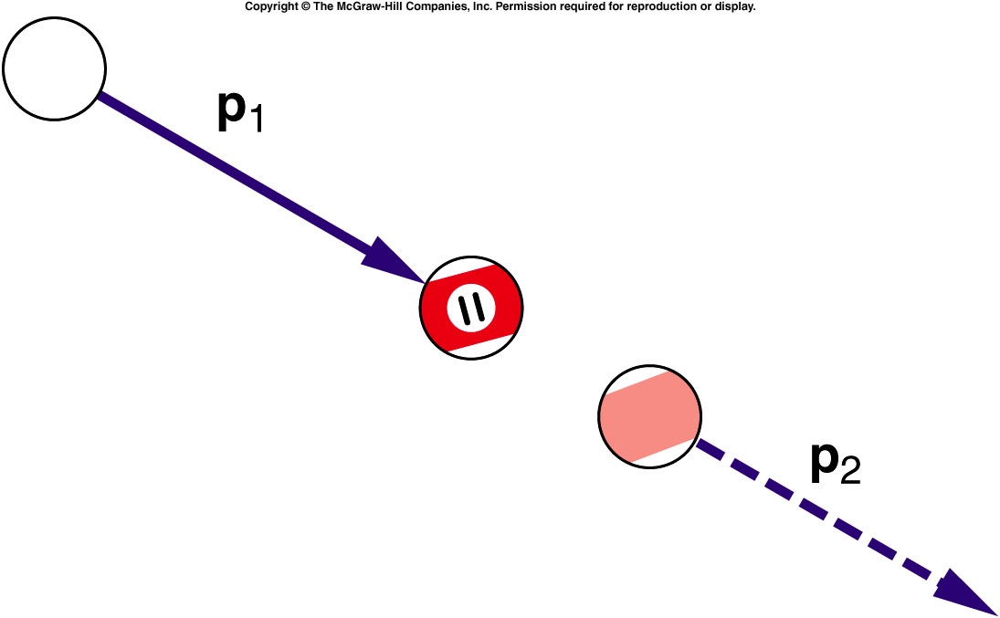 Copyright © The McGraw-Hill Companies, Inc. Permission required for reproduction or display.
p1
11
p2